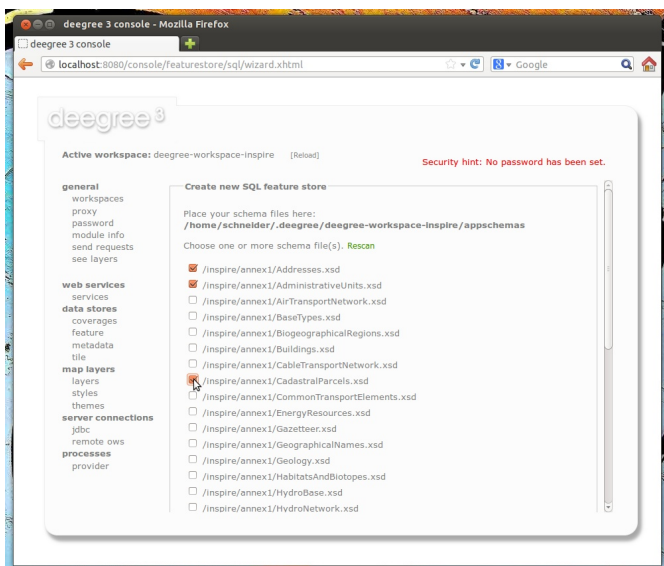 deegree 3 console - Mozilla Firefox
deegree 3 console
localhost:8080/console/featurestore/sql/wizard.xhtml
Google
deegree 3
Active workspace: deegree-workspace-inspire [Reload]
Security hint: No password has been set.
general
workspaces
proxy
password
module info
send requests
see layers
web services
services
data stores
coverages
feature
metadata
tile
map layers
layers
styles
themes
server connections
jdbc
remote ows
processes
provider
Create new SQL feature store
Place your schema files here:
/home/schneider/.deegree/deegree-workspace-inspire/appschemas
Choose one or more schema file(s). Rescan
/inspire/annex1/Addresses.xsd
/inspire/annex1/AdministrativeUnits.xsd
/inspire/annex1/AirTransportNetwork.xsd
/inspire/annex1/BaseTypes.xsd
/inspire/annex1/BiogeographicalRegions.xsd
/inspire/annex1/Buildings.xsd
/inspire/annex1/CableTransportNetwork.xsd
/inspire/annex1/CadastralParcels.xsd
/inspire/annex1/CommonTransportElements.xsd
/inspire/annex1/EnergyResources.xsd
/inspire/annex1/Gazetteer.xsd
/inspire/annex1/GeographicalNames.xsd
/inspire/annex1/Geology.xsd
/inspire/annex1/HabitatsAndBiotopes.xsd
/inspire/annex1/HydroBase.xsd
/inspire/annex1/HydroNetwork.xsd